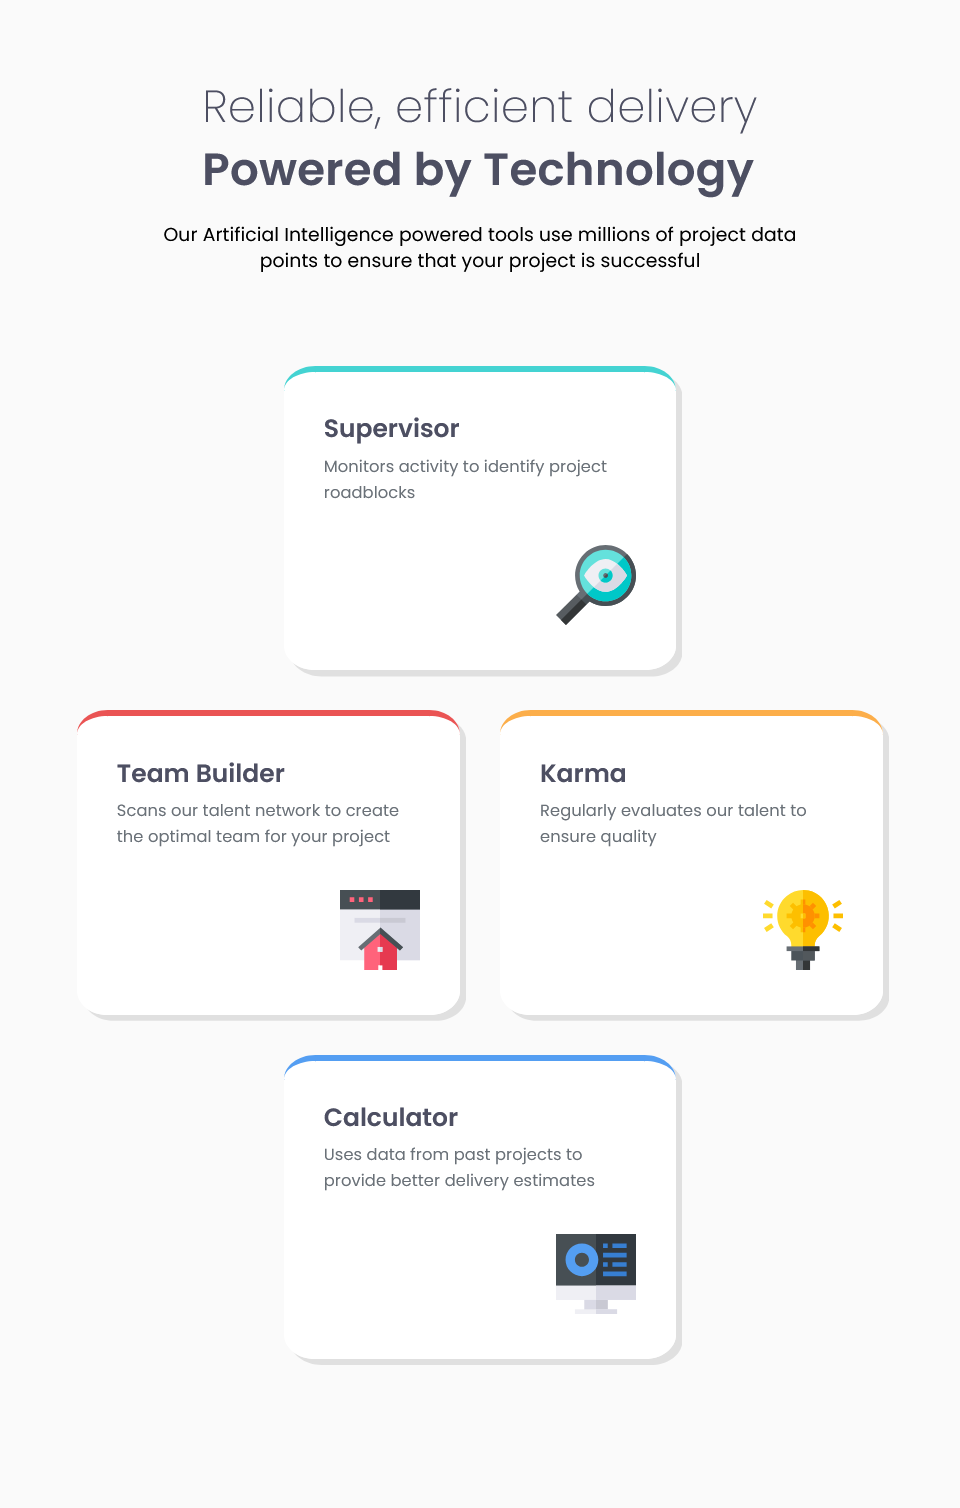 Reliable, efficient delivery
Powered by Technology
Our Artificial Intelligence powered tools use millions of project data
points to ensure that your project is successful
Supervisor
Monitors activity to identify project
roadblocks
Team Builder
Scans our talent network to create
the optimal team for your project
Karma
Regularly evaluates our talent to
ensure quality
Calculator
Uses data from past projects to
provide better delivery estimates